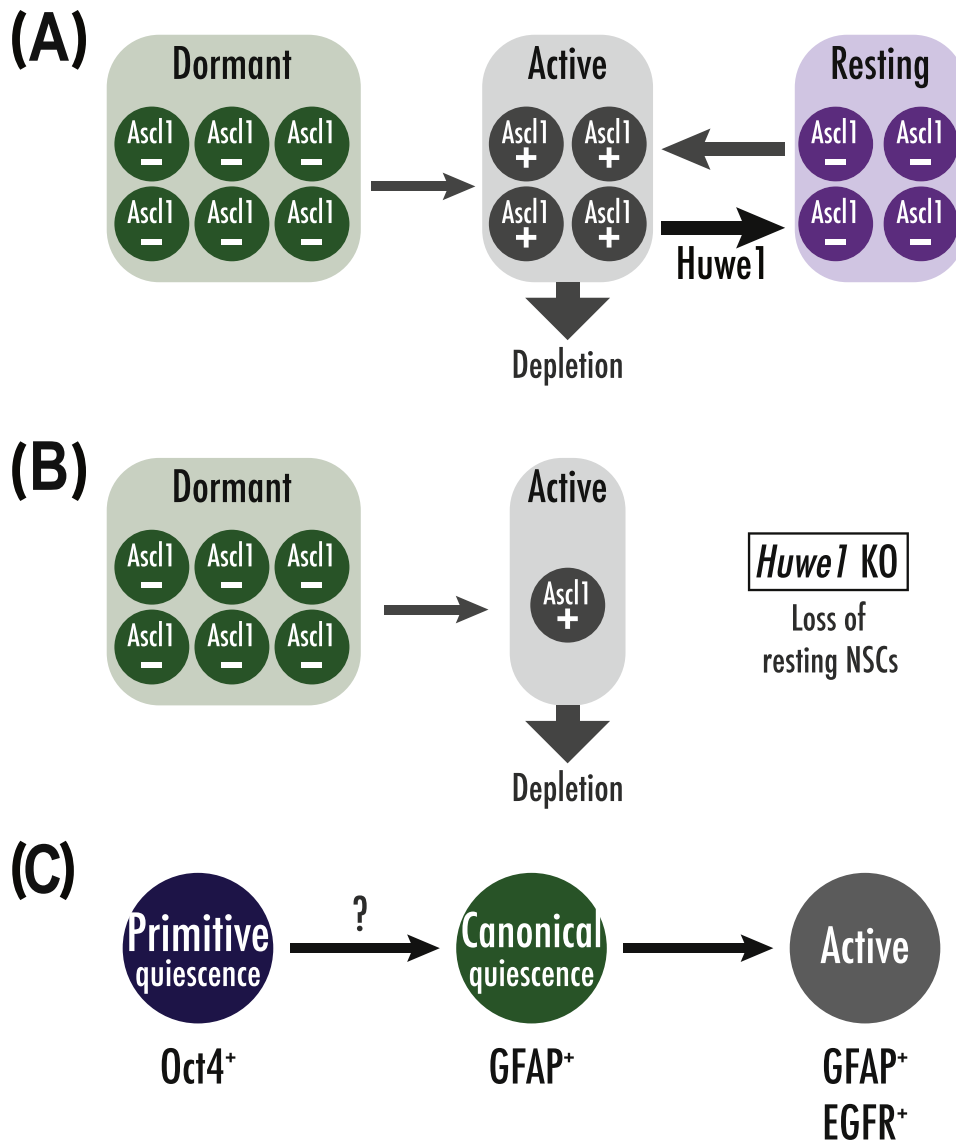 (A)
Dormant
Active
Resting
Ascl1 Ascl1 Ascl1
− − −
Ascl1 Ascl1 Ascl1
− − −
Ascl1 Ascl1
+ +
Ascl1 Ascl1
+ +
Ascl1 Ascl1
− −
Ascl1 Ascl1
− −
Huwe1
Depletion
(B)
Dormant
Active
Ascl1 Ascl1 Ascl1
− − −
Ascl1 Ascl1 Ascl1
− − −
Ascl1
+
Huwe1 KO
Loss of
resting NSCs
Depletion
(C)
Primitive
quiescence
?
Canonical
quiescence
Active
Oct4⁺
GFAP⁺
GFAP⁺
EGFR⁺